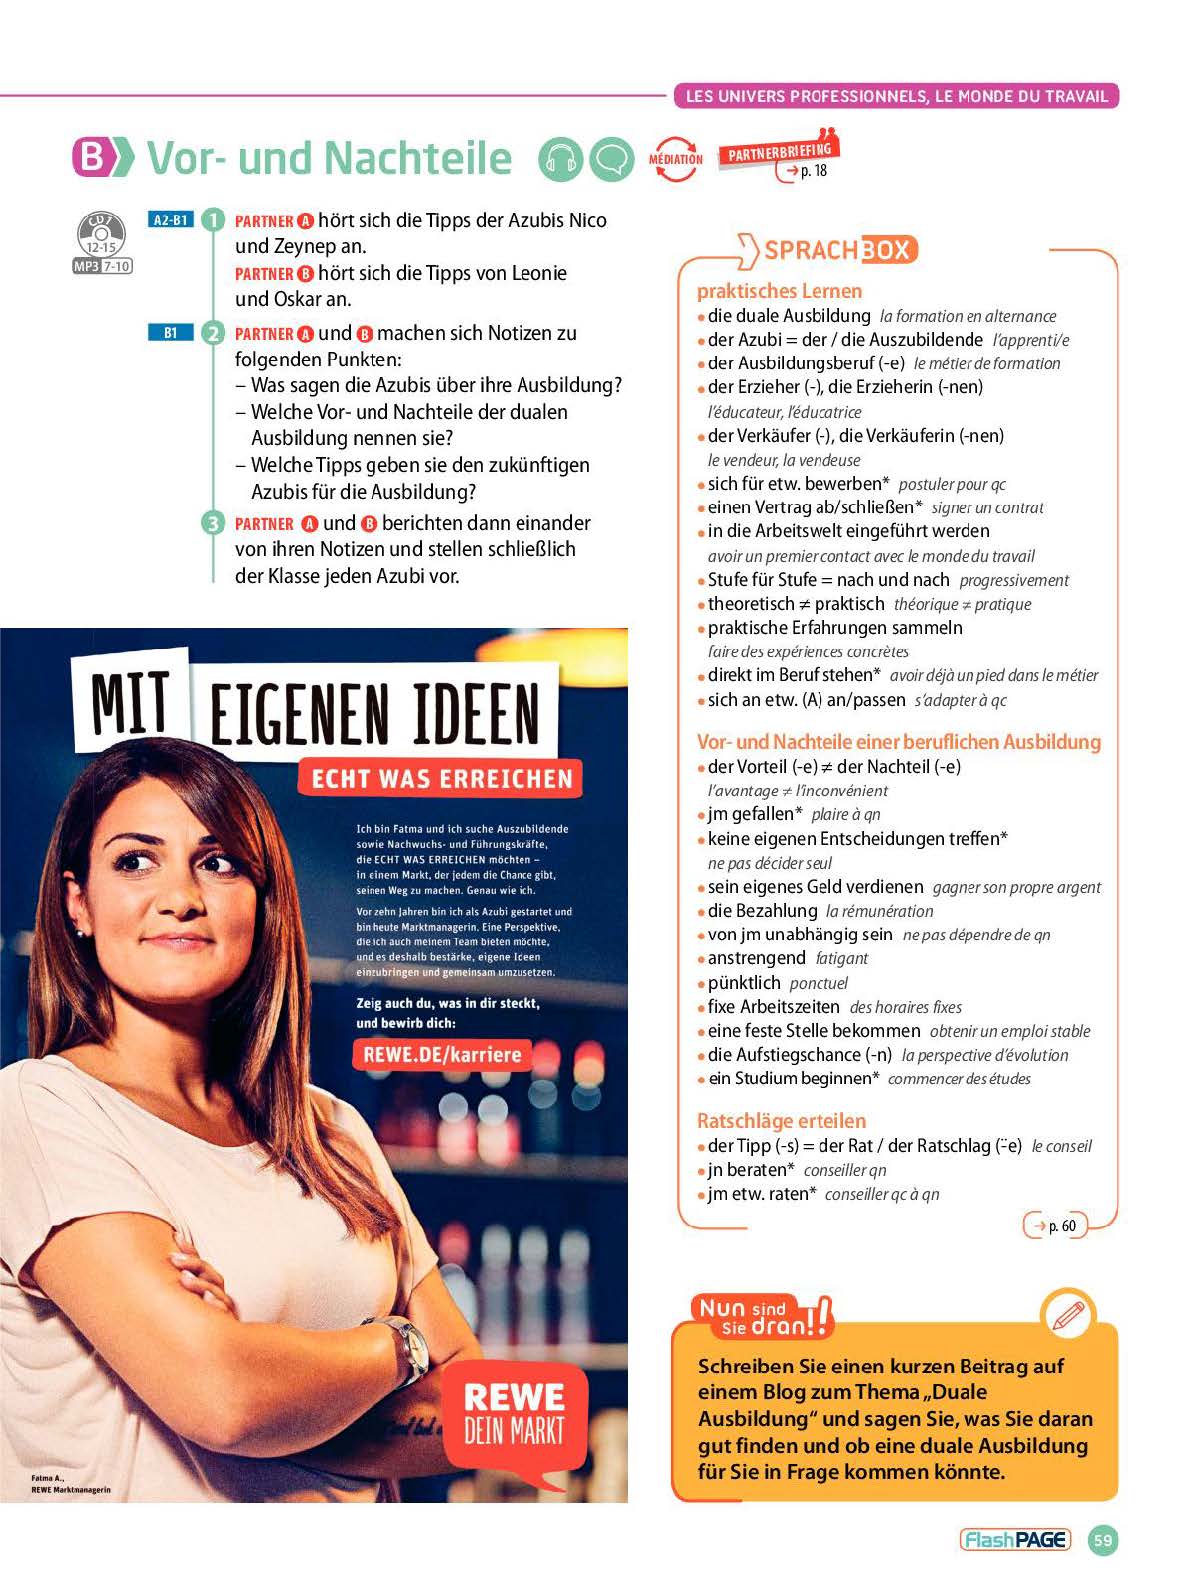 LES UNIVERS PROFESSIONNELS, LE MONDE DU TRAVAIL
B Vor- und Nachteile
MÉDIATION
PARTNERBRIEFING
→ p. 18
CD 1
12-15
MP3 7-10
A2-B1
1 PARTNER A hört sich die Tipps der Azubis Nico
und Zeynep an.
PARTNER B hört sich die Tipps von Leonie
und Oskar an.
B1
2 PARTNER A und B machen sich Notizen zu
folgenden Punkten:
– Was sagen die Azubis über ihre Ausbildung?
– Welche Vor- und Nachteile der dualen
Ausbildung nennen sie?
– Welche Tipps geben sie den zukünftigen
Azubis für die Ausbildung?
3 PARTNER A und B berichten dann einander
von ihren Notizen und stellen schließlich
der Klasse jeden Azubi vor.
MIT EIGENEN IDEEN
ECHT WAS ERREICHEN
Ich bin Fatma und ich suche Auszubildende
sowie Nachwuchs- und Führungskräfte,
die ECHT WAS ERREICHEN möchten –
in einem Markt, der jedem die Chance gibt,
seinen Weg zu machen. Genau wie ich.
Vor zehn Jahren bin ich als Azubi gestartet und
bin heute Marktmanagerin. Eine Perspektive,
die ich auch meinem Team bieten möchte,
und es deshalb bestärke, eigene Ideen
einzubringen und gemeinsam umzusetzen.
Zeig auch du, was in dir steckt,
und bewirb dich:
REWE.DE/karriere
REWE
DEIN MARKT
Fatma A.,
REWE Marktmanagerin
SPRACHBOX
praktisches Lernen
• die duale Ausbildung la formation en alternance
• der Azubi = der / die Auszubildende l'apprenti/e
• der Ausbildungsberuf (-e) le métier de formation
• der Erzieher (-), die Erzieherin (-nen)
l'éducateur, l'éducatrice
• der Verkäufer (-), die Verkäuferin (-nen)
le vendeur, la vendeuse
• sich für etw. bewerben* postuler pour qc
• einen Vertrag ab/schließen* signer un contrat
• in die Arbeitswelt eingeführt werden
avoir un premier contact avec le monde du travail
• Stufe für Stufe = nach und nach progressivement
• theoretisch ≠ praktisch théorique ≠ pratique
• praktische Erfahrungen sammeln
faire des expériences concrètes
• direkt im Beruf stehen* avoir déjà un pied dans le métier
• sich an etw. (A) an/passen s'adapter à qc
Vor- und Nachteile einer beruflichen Ausbildung
• der Vorteil (-e) ≠ der Nachteil (-e)
l'avantage ≠ l'inconvénient
• jm gefallen* plaire à qn
• keine eigenen Entscheidungen treffen*
ne pas décider seul
• sein eigenes Geld verdienen gagner son propre argent
• die Bezahlung la rémunération
• von jm unabhängig sein ne pas dépendre de qn
• anstrengend fatigant
• pünktlich ponctuel
• fixe Arbeitszeiten des horaires fixes
• eine feste Stelle bekommen obtenir un emploi stable
• die Aufstiegschance (-n) la perspective d'évolution
• ein Studium beginnen* commencer des études
Ratschläge erteilen
• der Tipp (-s) = der Rat / der Ratschlag (¨e) le conseil
• jn beraten* conseiller qn
• jm etw. raten* conseiller qc à qn
→ p. 60
Nun sind
Sie dran!!
Schreiben Sie einen kurzen Beitrag auf
einem Blog zum Thema „Duale
Ausbildung“ und sagen Sie, was Sie daran
gut finden und ob eine duale Ausbildung
für Sie in Frage kommen könnte.
FlashPAGE 59